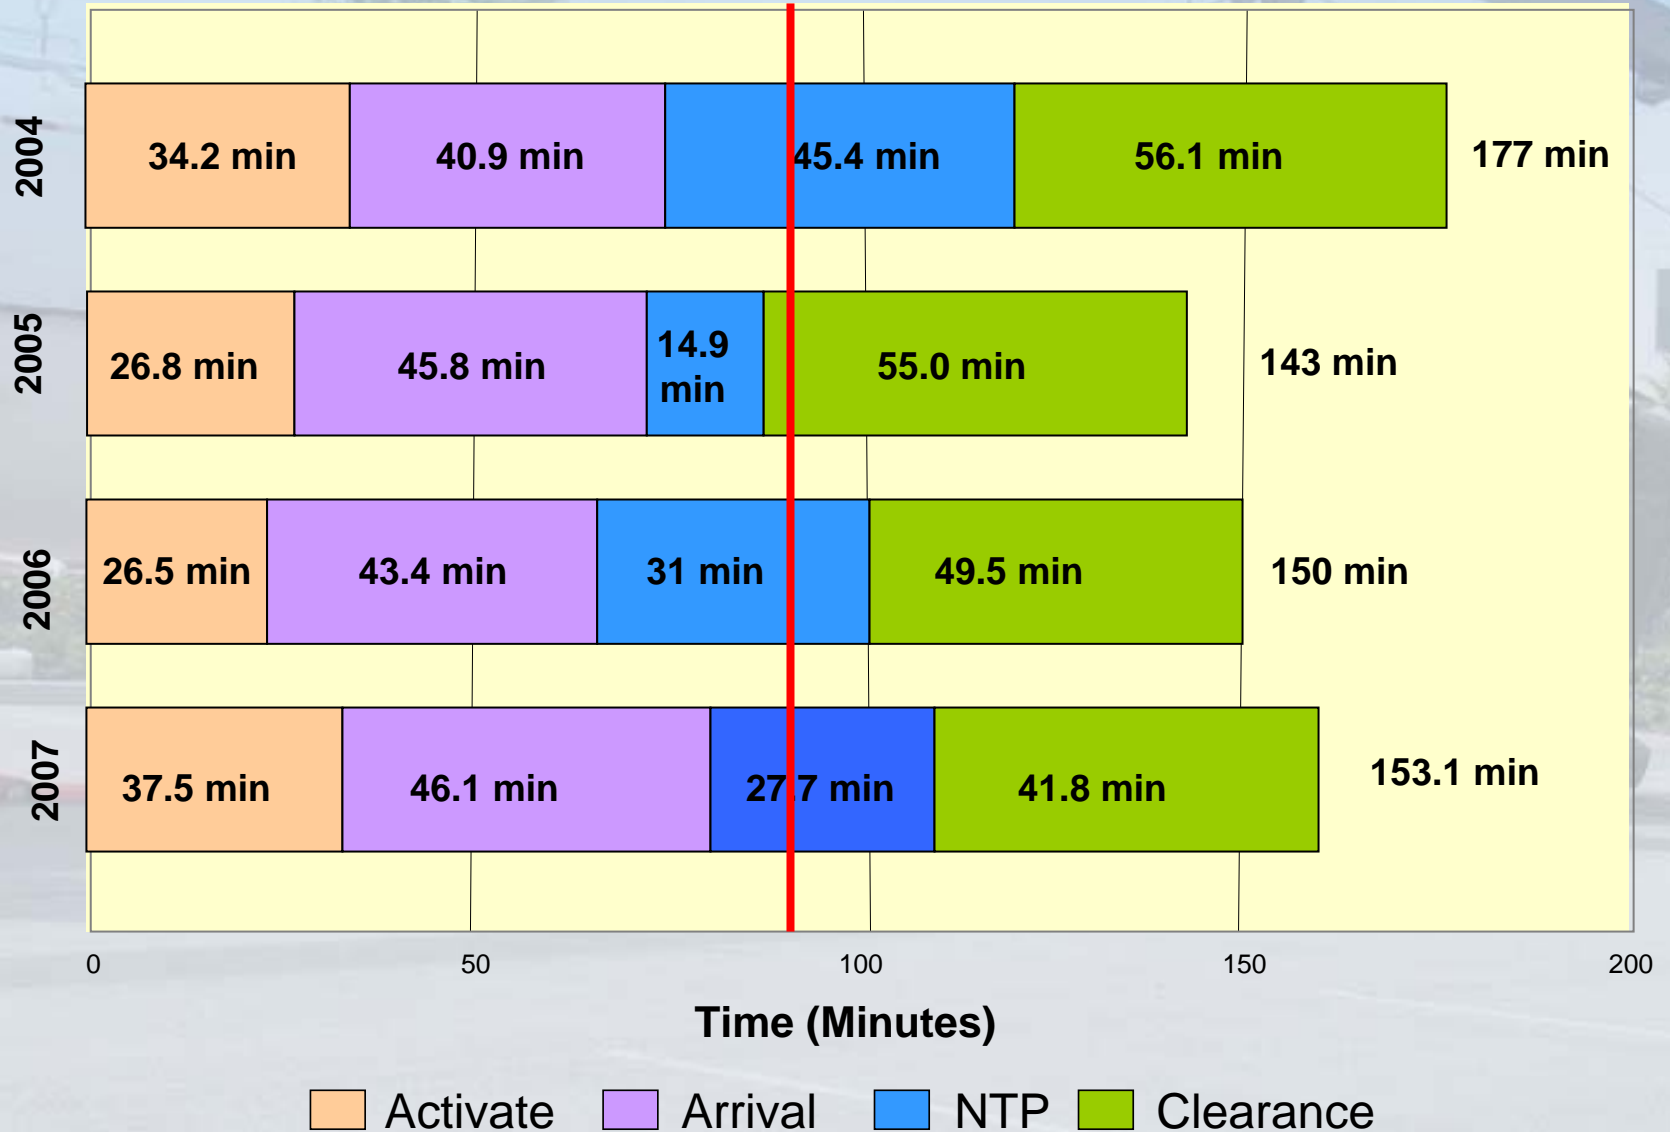 2004
34.2 min
40.9 min
45.4 min
56.1 min
177 min
2005
26.8 min
45.8 min
14.9
min
55.0 min
143 min
2006
26.5 min
43.4 min
31 min
49.5 min
150 min
2007
37.5 min
46.1 min
27.7 min
41.8 min
153.1 min
0 50 100 150 200
Time (Minutes)
Activate Arrival NTP Clearance